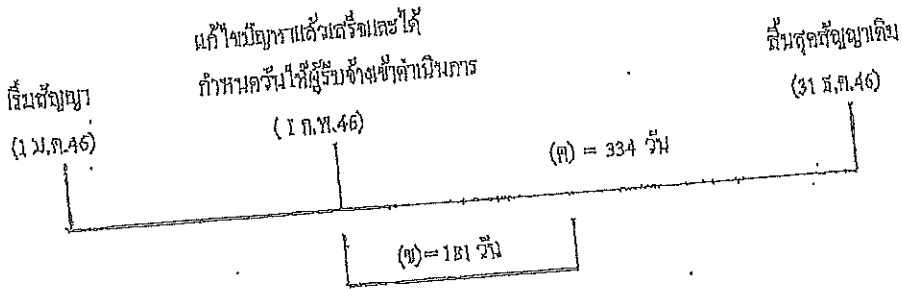 แก้ไขปัญหาแล้วเสร็จและได้
กำหนดวันให้ผู้รับจ้างเข้าดำเนินการ
(1 ก.พ.46)
เริ่มสัญญา
(1 ม.ค.46)
สิ้นสุดสัญญาเดิม
(31 ธ.ค.46)
(ค) = 334 วัน
(ข) = 181 วัน